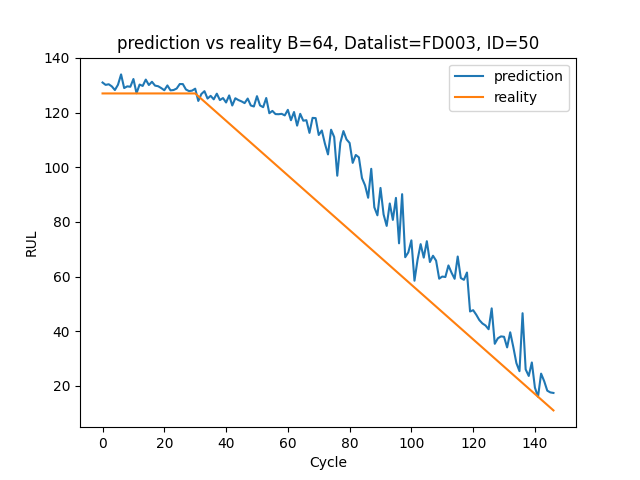 prediction vs reality B=64, Datalist=FD003, ID=50
prediction
reality
RUL
140
120
100
80
60
40
20
0 20 40 60 80 100 120 140
Cycle